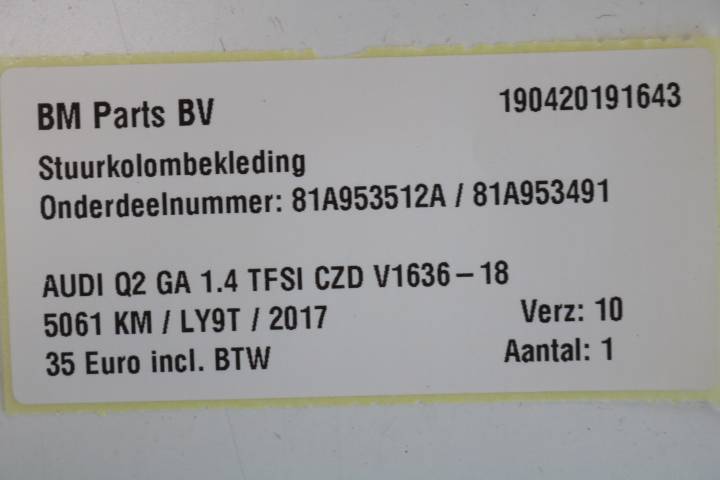 BM Parts BV 190420191643
Stuurkolombekleding
Onderdeelnummer: 81A953512A / 81A953491
AUDI Q2 GA 1.4 TFSI CZD V1636 – 18
5061 KM / LY9T / 2017 Verz: 10
35 Euro incl. BTW Aantal: 1